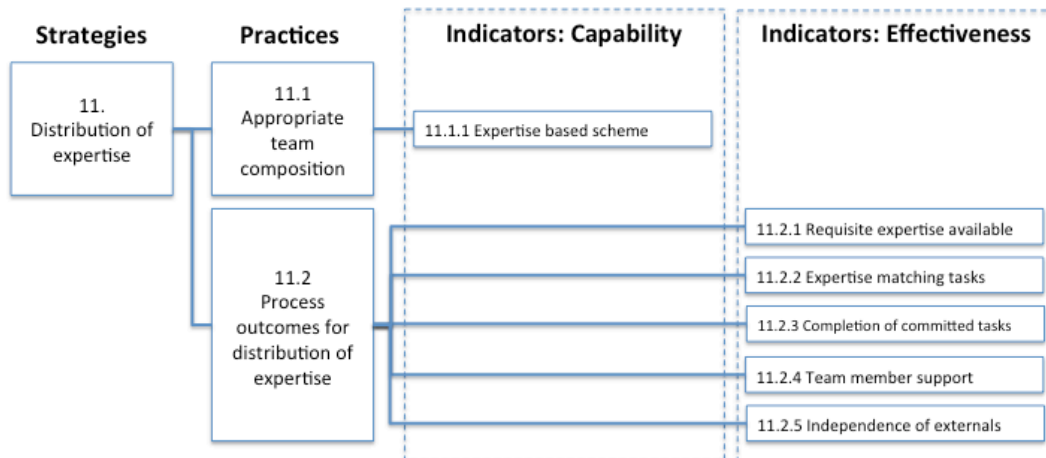 Strategies
Practices
Indicators: Capability
Indicators: Effectiveness
11.
Distribution of
expertise
11.1
Appropriate
team
composition
11.1.1 Expertise based scheme
11.2
Process
outcomes for
distribution of
expertise
11.2.1 Requisite expertise available
11.2.2 Expertise matching tasks
11.2.3 Completion of committed tasks
11.2.4 Team member support
11.2.5 Independence of externals